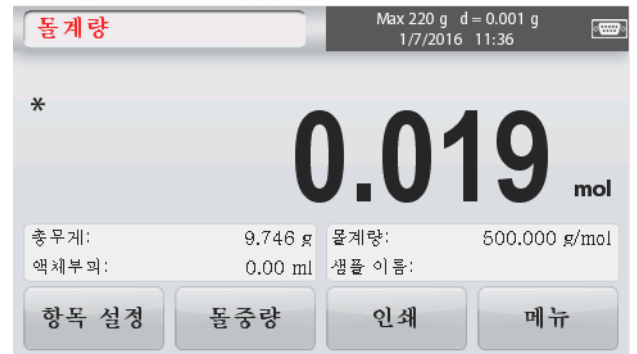 몰계량
Max 220 g d = 0.001 g
1/7/2016 11:36
*
0.019 mol
총무게: 9.746 g 몰계량: 500.000 g/mol
액체부피: 0.00 ml 샘플 이름:
항목 설정 몰중량 인쇄 메뉴